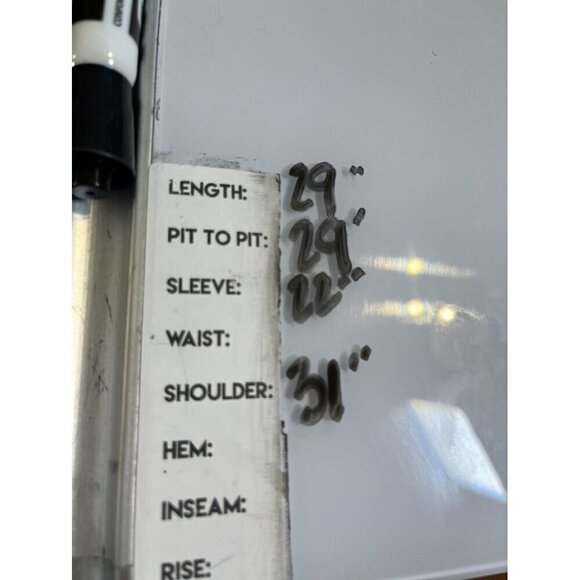 LENGTH: 29"
PIT TO PIT: 29'
SLEEVE: 22"
WAIST:
SHOULDER: 31"
HEM:
INSEAM:
RISE: